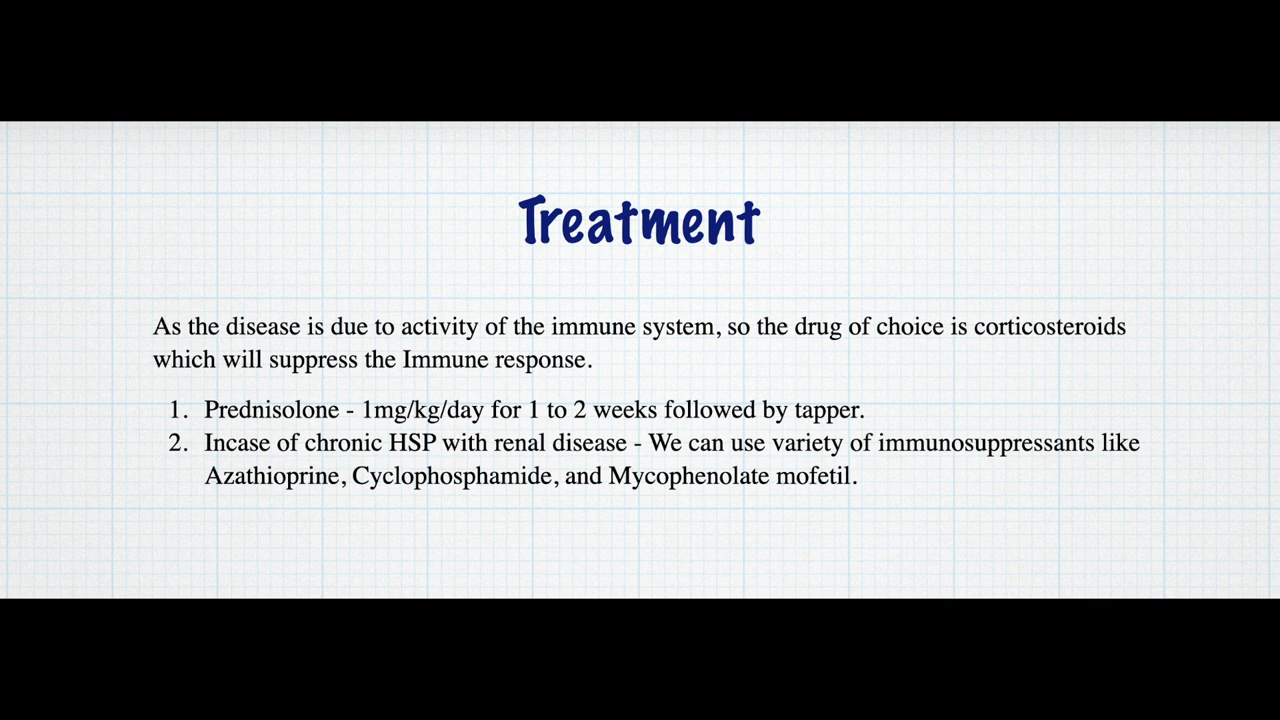 Treatment
As the disease is due to activity of the immune system, so the drug of choice is corticosteroids
which will suppress the Immune response.
1. Prednisolone - 1mg/kg/day for 1 to 2 weeks followed by tapper.
2. Incase of chronic HSP with renal disease - We can use variety of immunosuppressants like
Azathioprine, Cyclophosphamide, and Mycophenolate mofetil.